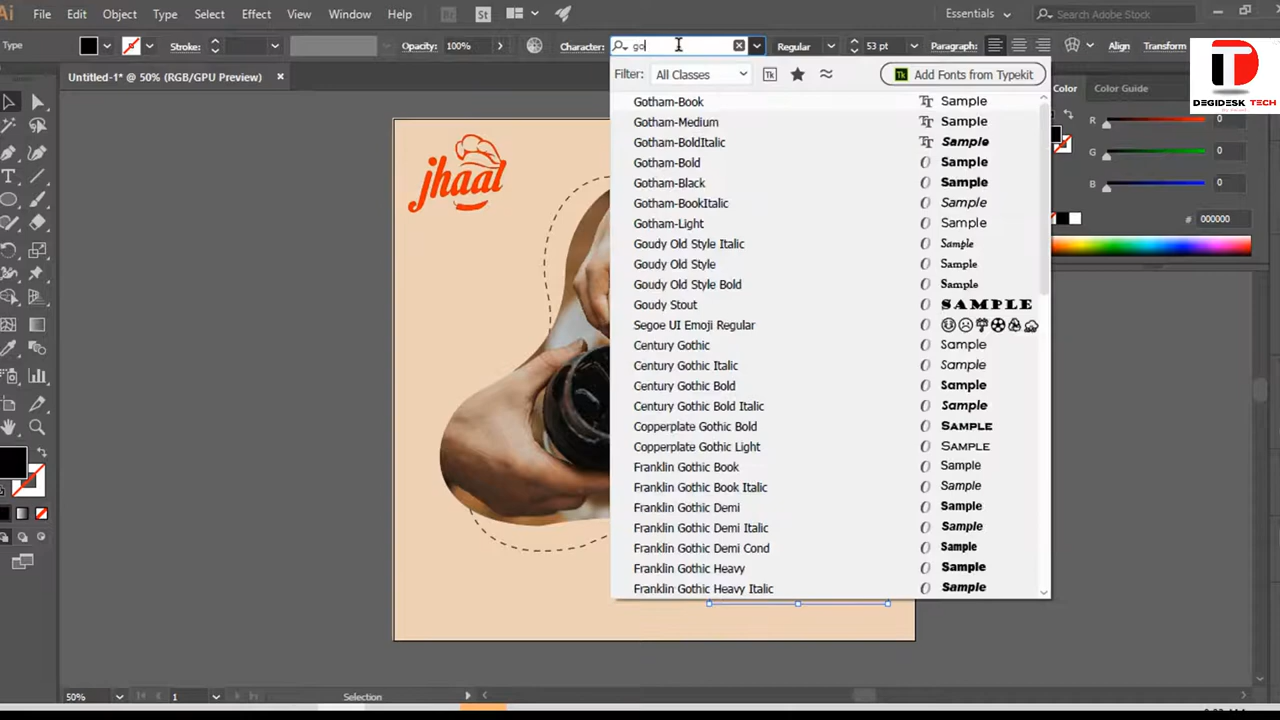 Ai File Edit Object Type Select Effect View Window Help Br St Essentials Search Adobe Stock
Type Stroke: Opacity: 100% Character: go Regular 53 pt Paragraph: Align Transform
Untitled-1* @ 50% (RGB/GPU Preview) ×
Filter: All Classes Tk Add Fonts from Typekit
DEGIDESK TECH
Color Color Guide
R 0
G 0
B 0
# 000000
jhaal
Gotham-Book Sample
Gotham-Medium Sample
Gotham-BoldItalic Sample
Gotham-Bold Sample
Gotham-Black Sample
Gotham-BookItalic Sample
Gotham-Light Sample
Goudy Old Style Italic Sample
Goudy Old Style Sample
Goudy Old Style Bold Sample
Goudy Stout SAMPLE
Segoe UI Emoji Regular
Century Gothic Sample
Century Gothic Italic Sample
Century Gothic Bold Sample
Century Gothic Bold Italic Sample
Copperplate Gothic Bold SAMPLE
Copperplate Gothic Light SAMPLE
Franklin Gothic Book Sample
Franklin Gothic Book Italic Sample
Franklin Gothic Demi Sample
Franklin Gothic Demi Italic Sample
Franklin Gothic Demi Cond Sample
Franklin Gothic Heavy Sample
Franklin Gothic Heavy Italic Sample
50% 1 Selection